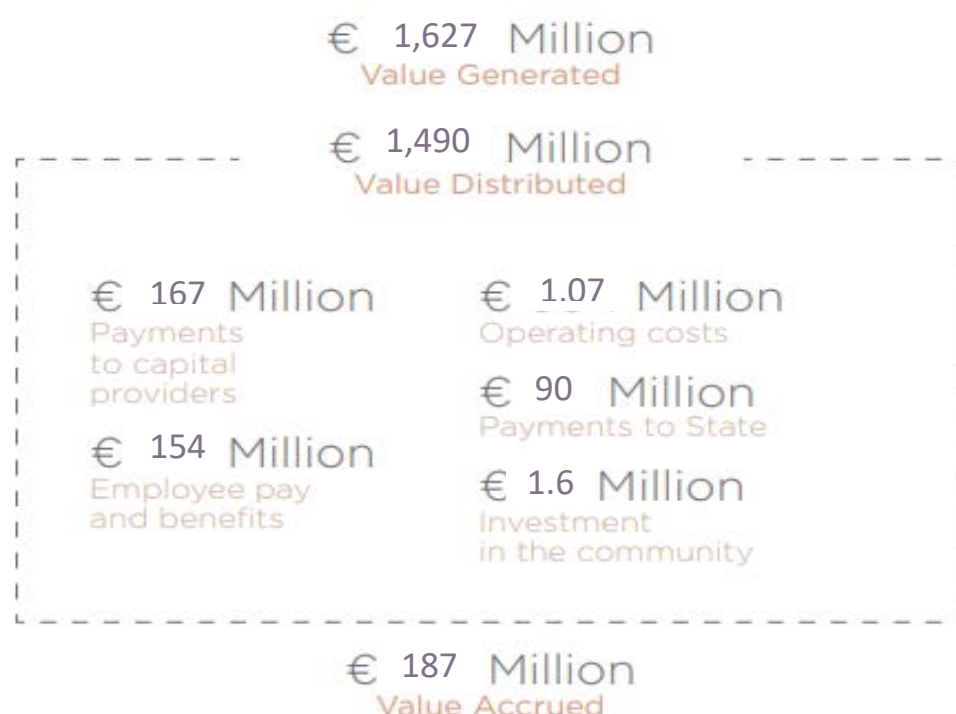 € 1,627 Million
Value Generated
€ 1,490 Million
Value Distributed
€ 167 Million
Payments
to capital
providers
€ 154 Million
Employee pay
and benefits
€ 1.07 Million
Operating costs
€ 90 Million
Payments to State
€ 1.6 Million
Investment
in the community
€ 187 Million
Value Accrued